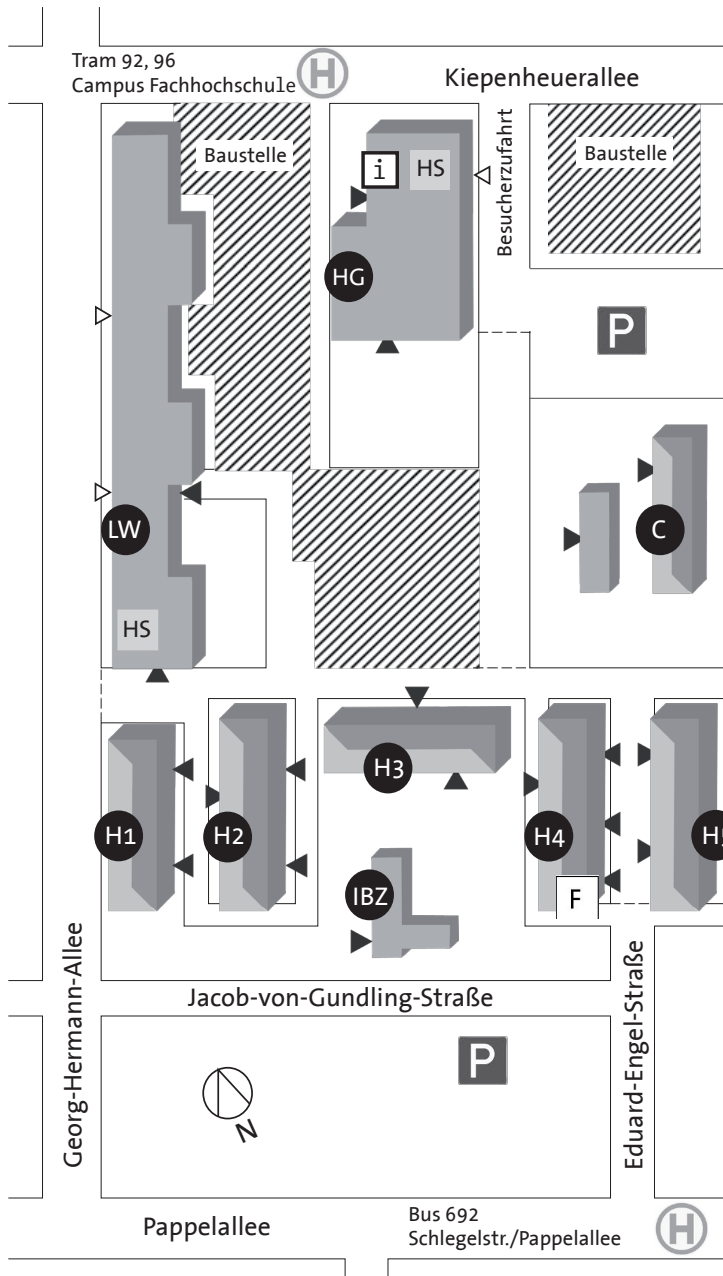 Tram 92, 96
Campus Fachhochschule
H
Kiepenheuerallee
Baustelle
i
HS
Besucherzufahrt
Baustelle
HG
P
LW
C
HS
H1
H2
H3
H4
H5
IBZ
F
Georg-Hermann-Allee
Jacob-von-Gundling-Straße
Eduard-Engel-Straße
P
N
Pappelallee
Bus 692
Schlegelstr./Pappelallee
H